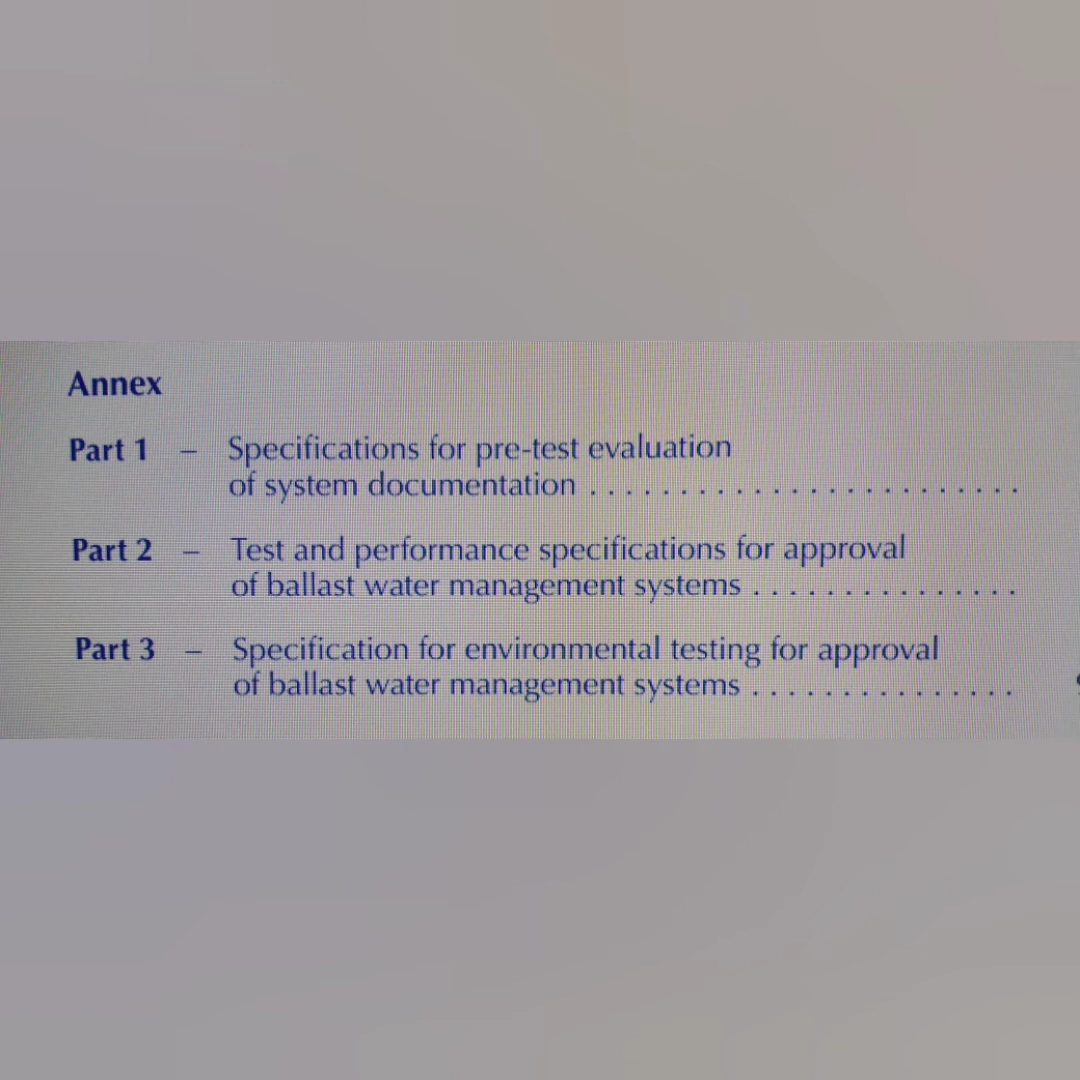 Annex
Part 1 – Specifications for pre-test evaluation
of system documentation . . . . . . . . . . . . . . . . . . . . . . . .
Part 2 – Test and performance specifications for approval
of ballast water management systems . . . . . . . . . . . . . . .
Part 3 – Specification for environmental testing for approval
of ballast water management systems . . . . . . . . . . . . . . .